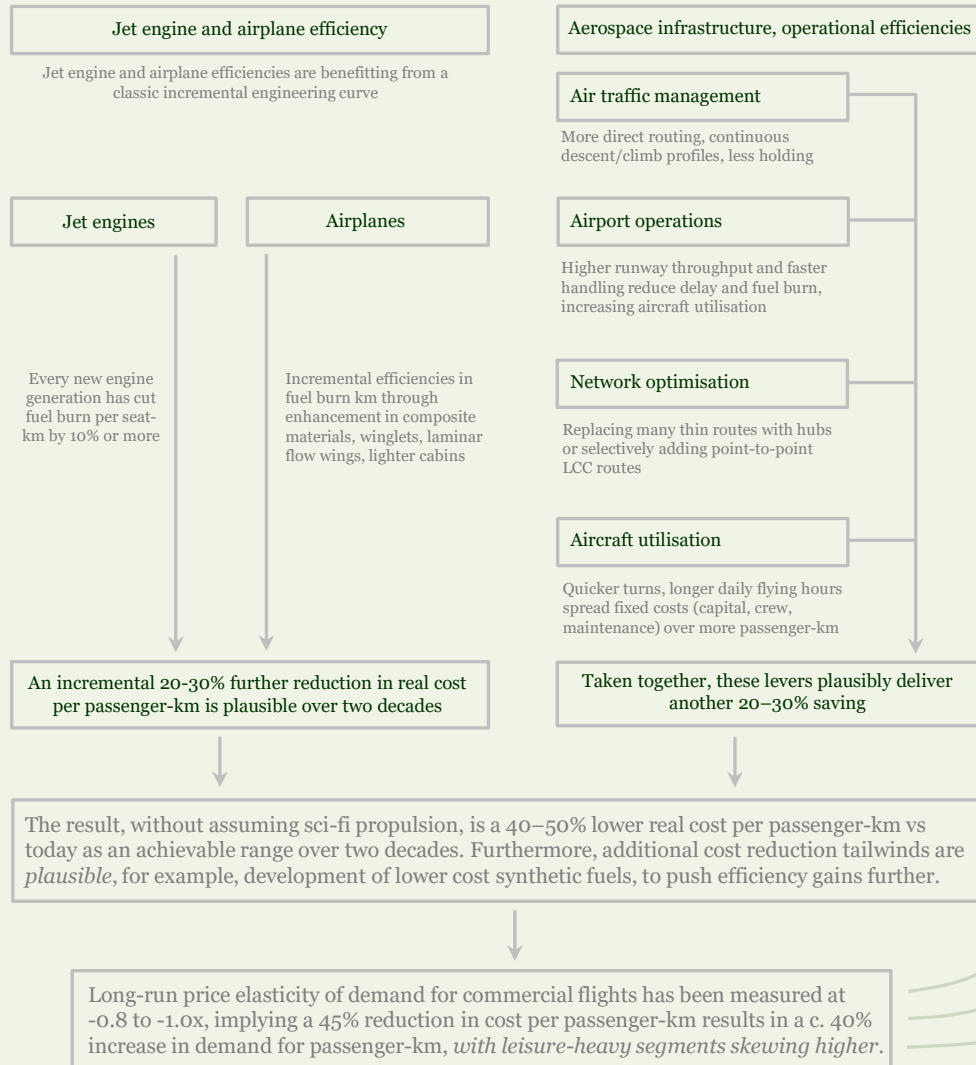 Jet engine and airplane efficiency
Jet engine and airplane efficiencies are benefitting from a
classic incremental engineering curve
Jet engines
Airplanes
Every new engine
generation has cut
fuel burn per seat-
km by 10% or more
Incremental efficiencies in
fuel burn km through
enhancement in composite
materials, winglets, laminar
flow wings, lighter cabins
An incremental 20-30% further reduction in real cost
per passenger-km is plausible over two decades
Aerospace infrastructure, operational efficiencies
Air traffic management
More direct routing, continuous
descent/climb profiles, less holding
Airport operations
Higher runway throughput and faster
handling reduce delay and fuel burn,
increasing aircraft utilisation
Network optimisation
Replacing many thin routes with hubs
or selectively adding point-to-point
LCC routes
Aircraft utilisation
Quicker turns, longer daily flying hours
spread fixed costs (capital, crew,
maintenance) over more passenger-km
Taken together, these levers plausibly deliver
another 20–30% saving
The result, without assuming sci-fi propulsion, is a 40–50% lower real cost per passenger-km vs
today as an achievable range over two decades. Furthermore, additional cost reduction tailwinds are
plausible, for example, development of lower cost synthetic fuels, to push efficiency gains further.
Long-run price elasticity of demand for commercial flights has been measured at
-0.8 to -1.0x, implying a 45% reduction in cost per passenger-km results in a c. 40%
increase in demand for passenger-km, with leisure-heavy segments skewing higher.